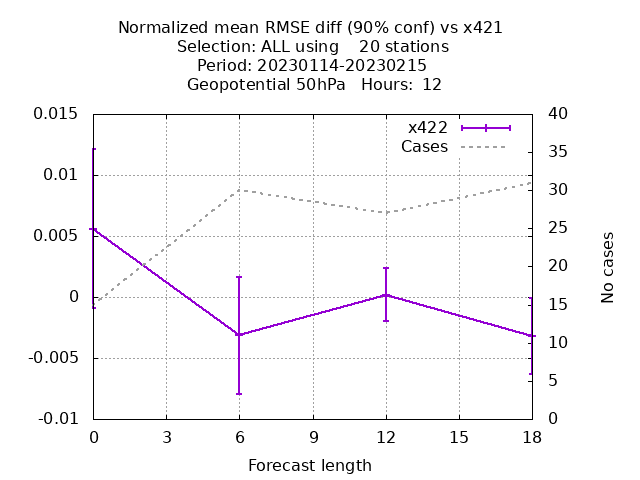 Normalized mean RMSE diff (90% conf) vs x421
Selection: ALL using    20 stations
Period: 20230114-20230215
Geopotential 50hPa   Hours:  12
0.015
0.01
0.005
0
-0.005
-0.01
x422
Cases
40
35
30
25
20
15
10
5
0
No cases
0 3 6 9 12 15 18
Forecast length